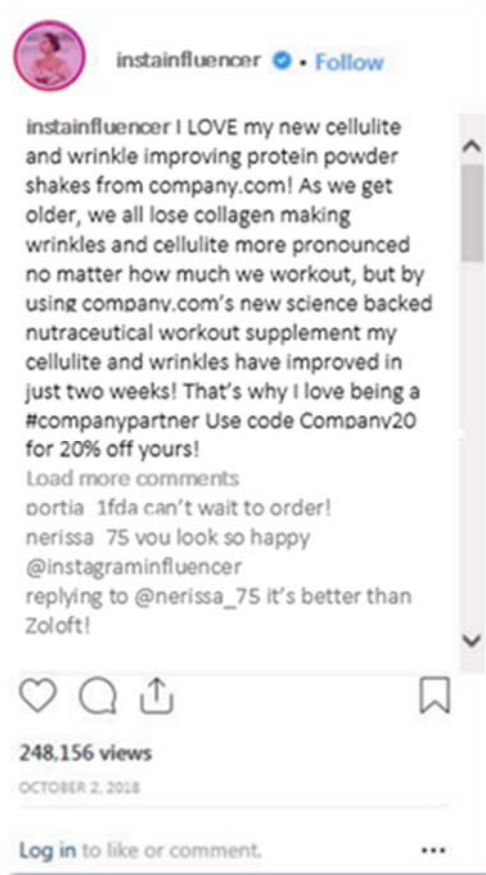 instainfluencer • Follow
instainfluencer I LOVE my new cellulite
and wrinkle improving protein powder
shakes from company.com! As we get
older, we all lose collagen making
wrinkles and cellulite more pronounced
no matter how much we workout, but by
using company.com's new science backed
nutraceutical workout supplement my
cellulite and wrinkles have improved in
just two weeks! That's why I love being a
#companypartner Use code Company20
for 20% off yours!
Load more comments
portia_1fda can't wait to order!
nerissa_75 you look so happy
@instagraminfluencer
replying to @nerissa_75 it's better than
Zoloft!
248,156 views
OCTOBER 2, 2018
Log in to like or comment.